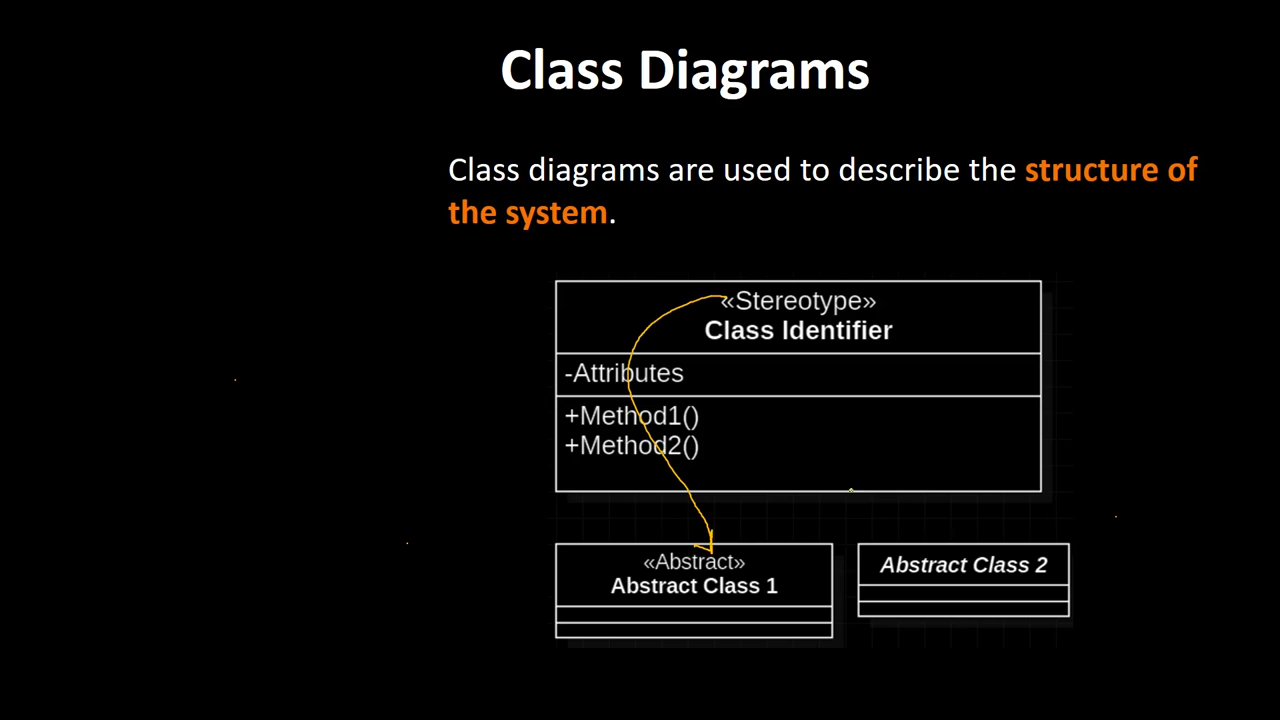 Class Diagrams
Class diagrams are used to describe the structure of
the system.
«Stereotype»
Class Identifier
-Attributes
+Method1()
+Method2()
«Abstract»
Abstract Class 1
Abstract Class 2